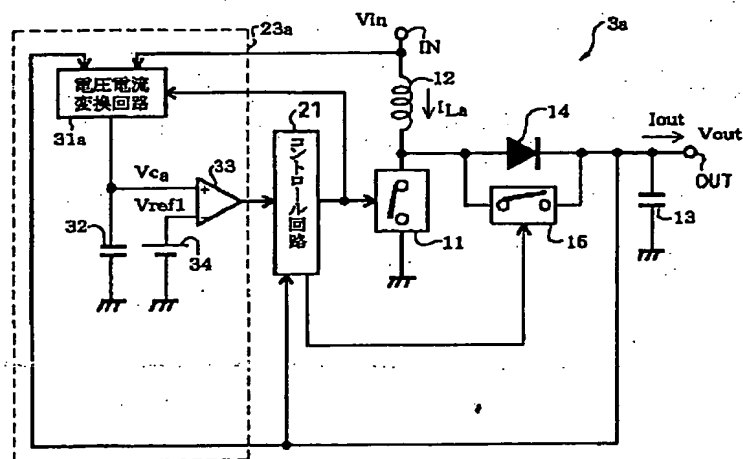 23a
Vin
IN
3a
電圧電流
変換回路
31a
12
ILa
21
コントロール回路
14
Iout
Vout
OUT
33
Vca
Vref1
32
34
+
-
11
16
13